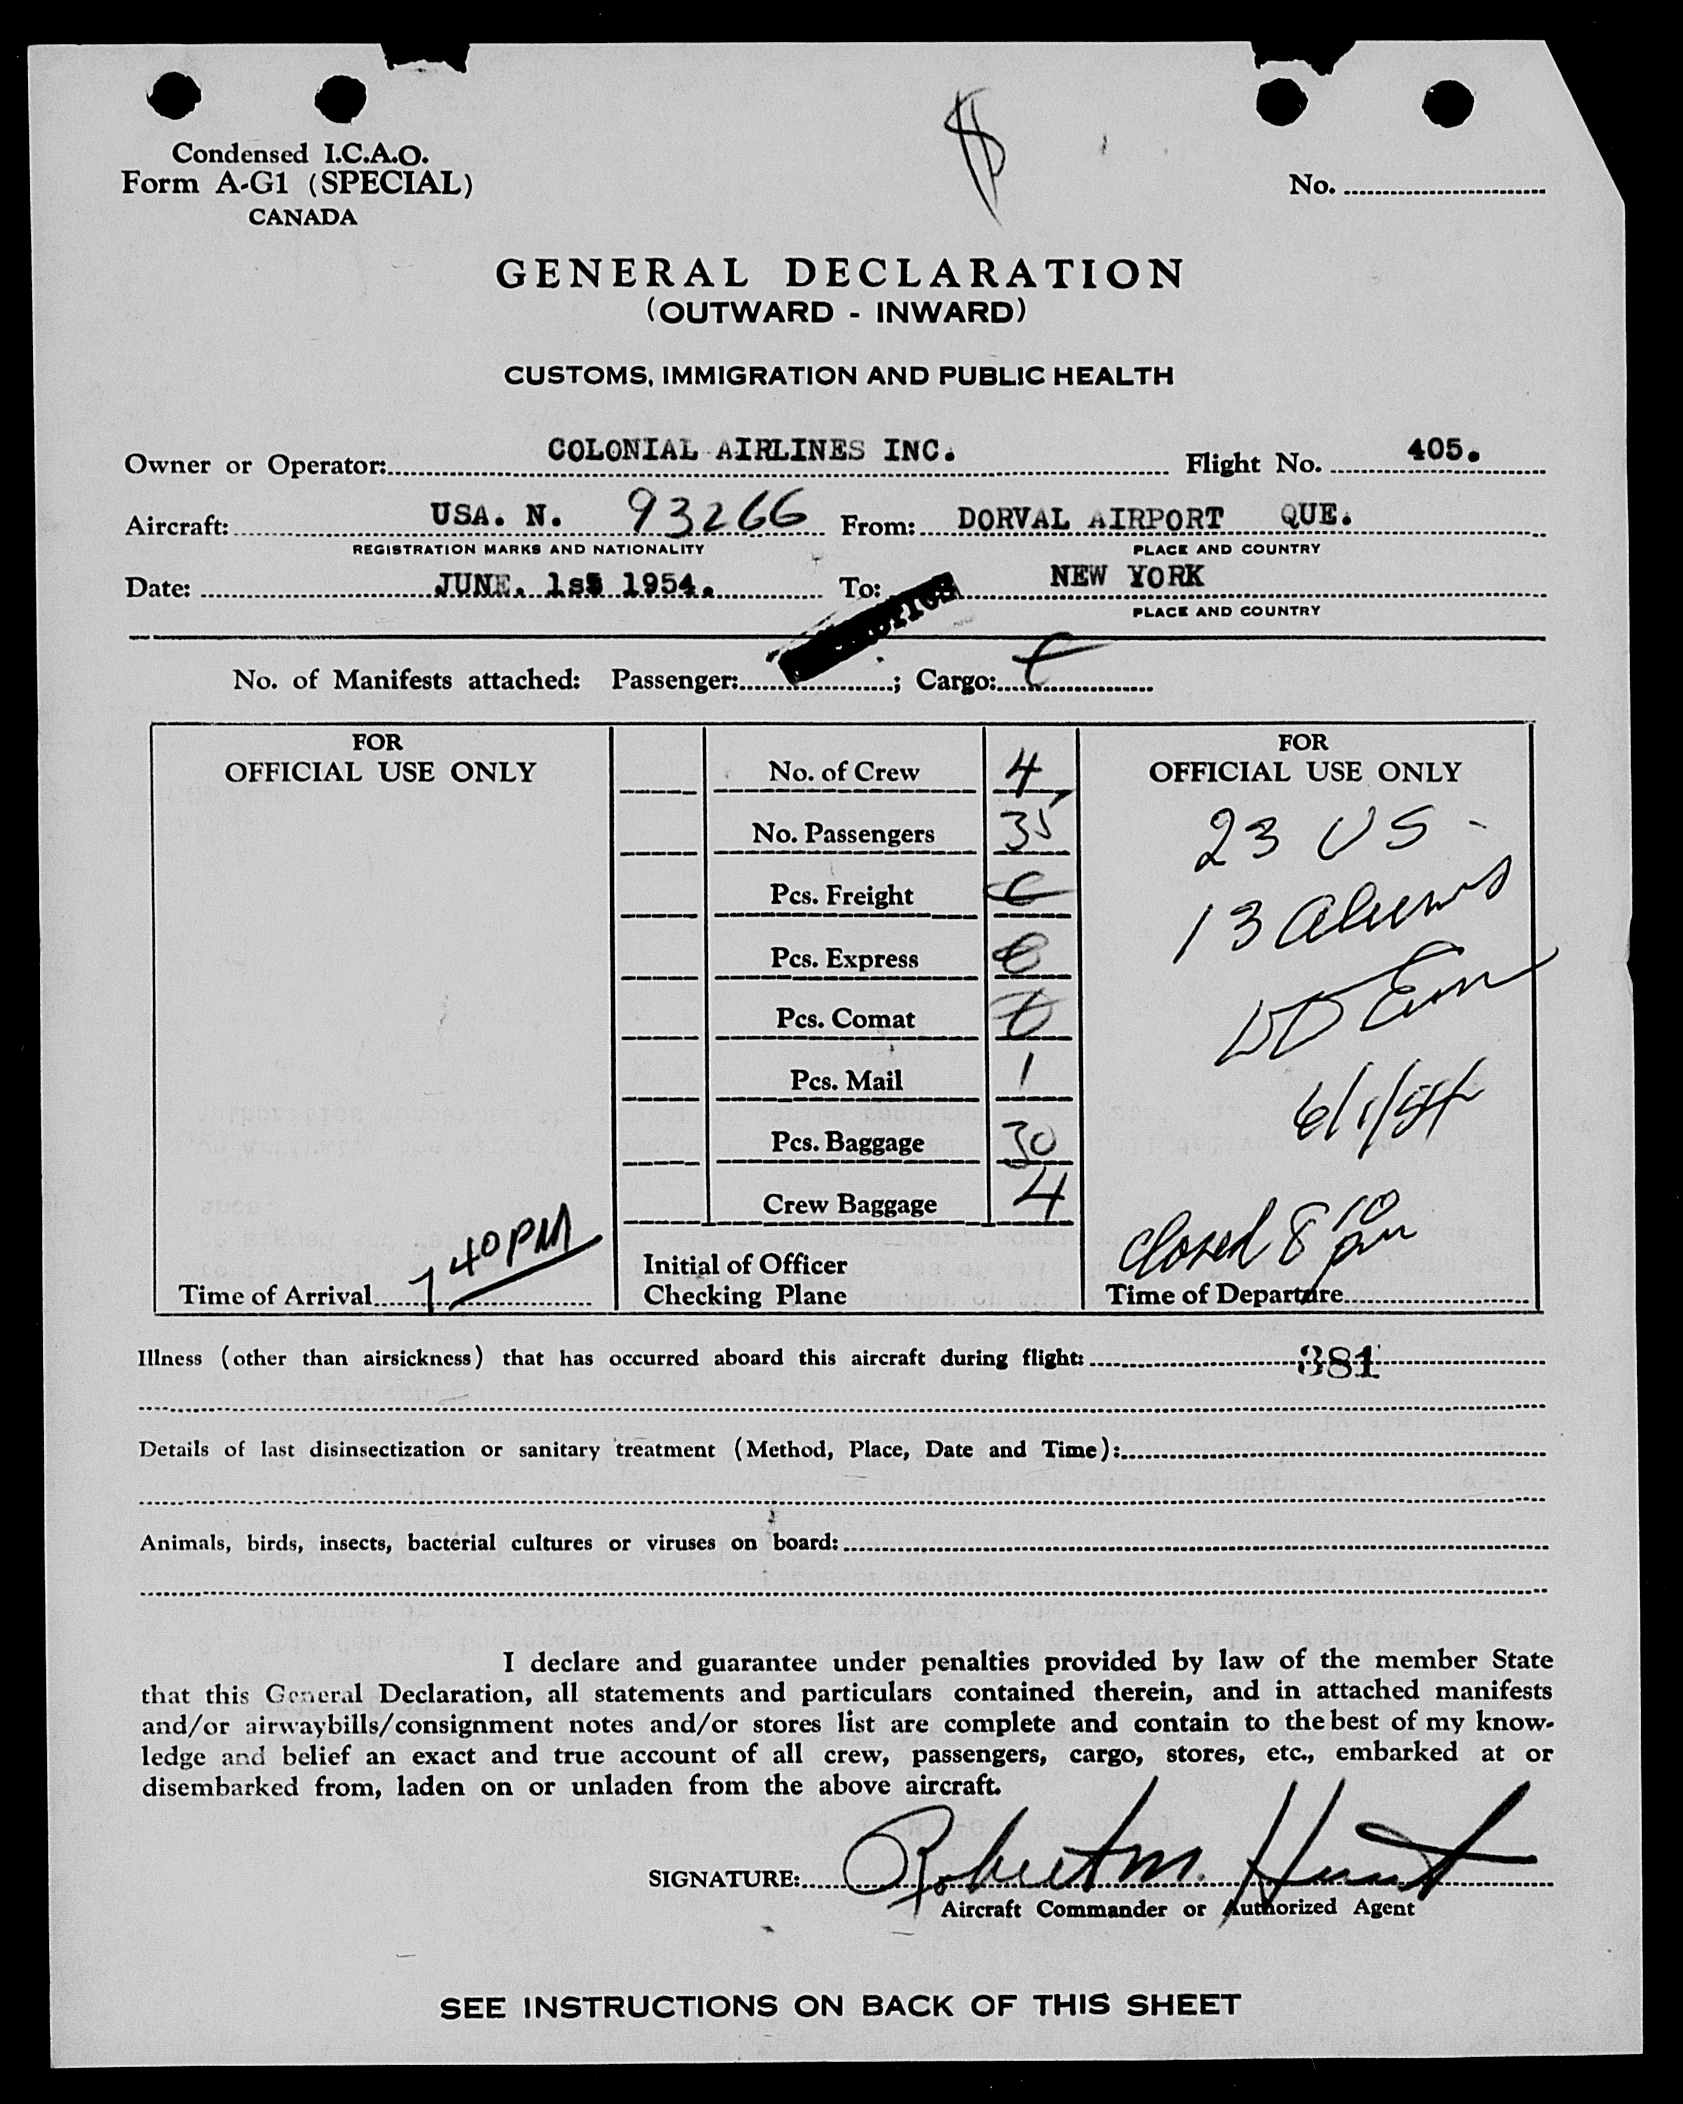 Condensed I.C.A.O.
Form A-G1 (SPECIAL)
CANADA
No.
GENERAL DECLARATION
(OUTWARD - INWARD)
CUSTOMS, IMMIGRATION AND PUBLIC HEALTH
Owner or Operator: COLONIAL AIRLINES INC. Flight No. 405.
Aircraft: USA. N. 93266 From: DORVAL AIRPORT QUE.
REGISTRATION MARKS AND NATIONALITY PLACE AND COUNTRY
Date: JUNE. 1st 1954. To: NEW YORK
PLACE AND COUNTRY
No. of Manifests attached: Passenger: ; Cargo:
FOR
OFFICIAL USE ONLY
No. of Crew 4
No. Passengers 35
Pcs. Freight
Pcs. Express
Pcs. Comat
Pcs. Mail 1
Pcs. Baggage 30
Crew Baggage 4
FOR
OFFICIAL USE ONLY
23 US -
13 aliens
6/1/54
closed 8 10 pm
7 40 PM
Time of Arrival
Initial of Officer
Checking Plane
Time of Departure
Illness (other than airsickness) that has occurred aboard this aircraft during flight: 381
Details of last disinsectization or sanitary treatment (Method, Place, Date and Time):
Animals, birds, insects, bacterial cultures or viruses on board:
I declare and guarantee under penalties provided by law of the member State
that this General Declaration, all statements and particulars contained therein, and in attached manifests
and/or airwaybills/consignment notes and/or stores list are complete and contain to the best of my know-
ledge and belief an exact and true account of all crew, passengers, cargo, stores, etc., embarked at or
disembarked from, laden on or unladen from the above aircraft.
SIGNATURE: Robert M. Hunt
Aircraft Commander or Authorized Agent
SEE INSTRUCTIONS ON BACK OF THIS SHEET